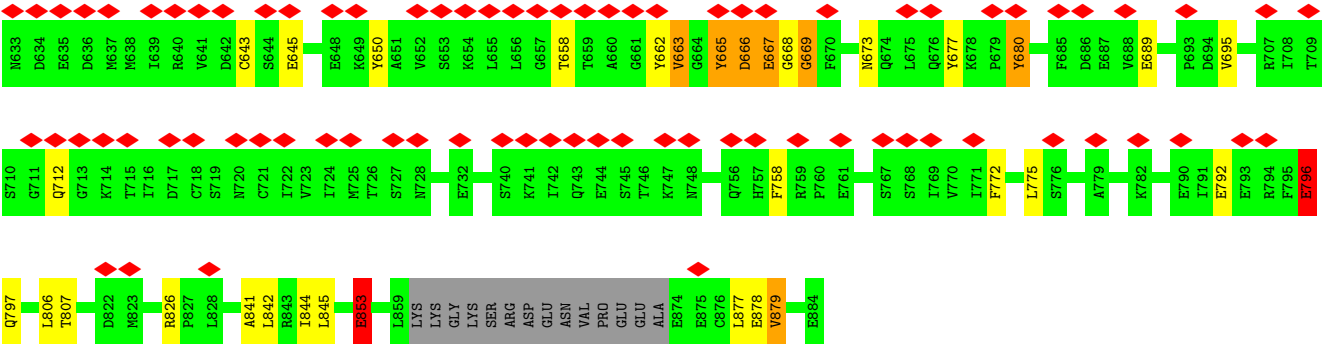 N633 D634 E635 D636 M637 M638 I639 R640 V641 D642 C643 S644 E645 E648 K649 Y650 A651 V652 S653 K654 L655 L656 G657 T658 T659 A660 G661 Y662 V663 G664 Y665 D666 E667 G668 G669 F670 N673 Q674 L675 Q676 Y677 K678 P679 Y680 F685 D686 E687 V688 E689 P693 D694 V695 R707 I708 T709
S710 G711 Q712 G713 K714 T715 I716 D717 C718 S719 N720 C721 I722 V723 I724 M725 T726 S727 N728 E732 S740 K741 I742 Q743 E744 S745 T746 K747 N748 Q756 H757 F758 R759 P760 E761 S767 S768 I769 V770 I771 F772 L775 S776 A779 K782 E790 I791 E792 E793 R794 F795 E796
Q797 L806 T807 D822 M823 R826 P827 L828 A841 L842 R843 I844 L845 E853 L859 LYS LYS GLY LYS SER ARG ASP GLU ASN VAL PRO GLU GLU ALA E874 E875 C876 L877 E878 V879 E884